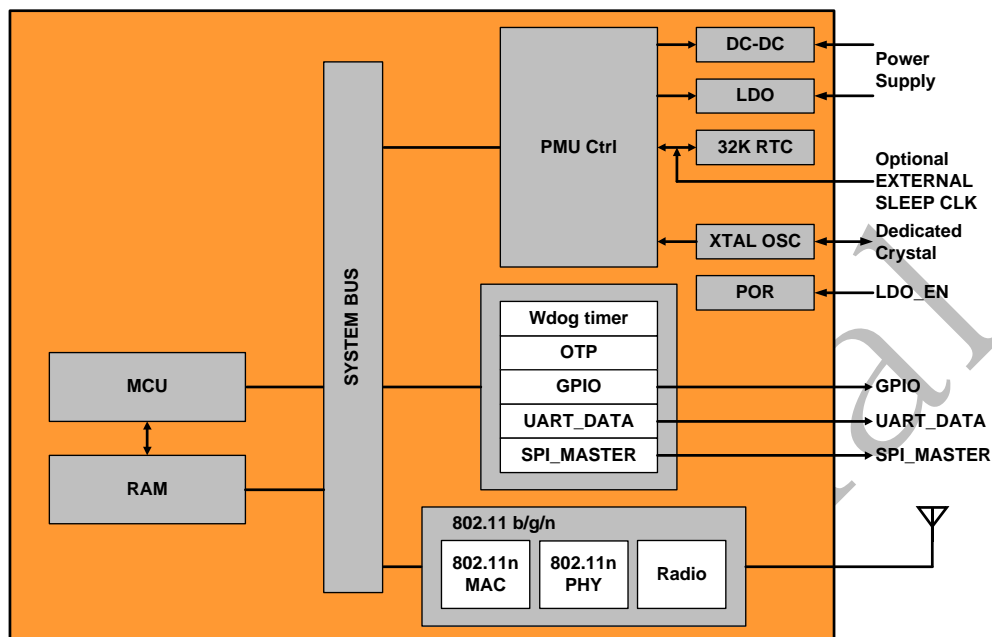 DC-DC
LDO
32K RTC
XTAL OSC
POR
PMU Ctrl
Power
Supply
Optional
EXTERNAL
SLEEP CLK
Dedicated
Crystal
LDO_EN
SYSTEM BUS
MCU
RAM
Wdog timer
OTP
GPIO
UART_DATA
SPI_MASTER
GPIO
UART_DATA
SPI_MASTER
802.11 b/g/n
802.11n
MAC
802.11n
PHY
Radio